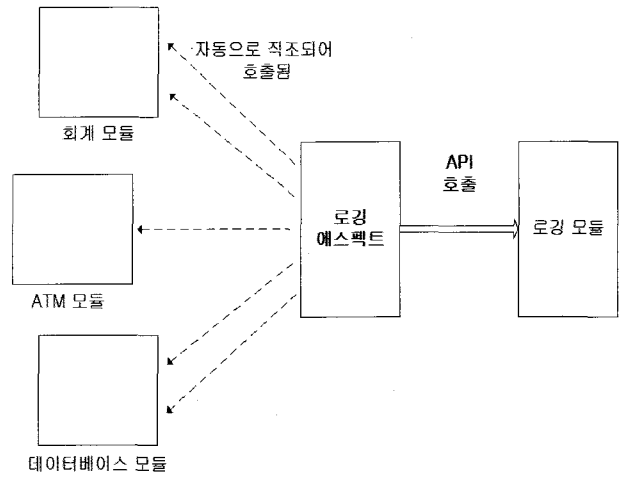 자동으로 직조되어
호출됨
회계 모듈
API
호출
로깅
애스펙트
로깅 모듈
ATM 모듈
데이터베이스 모듈